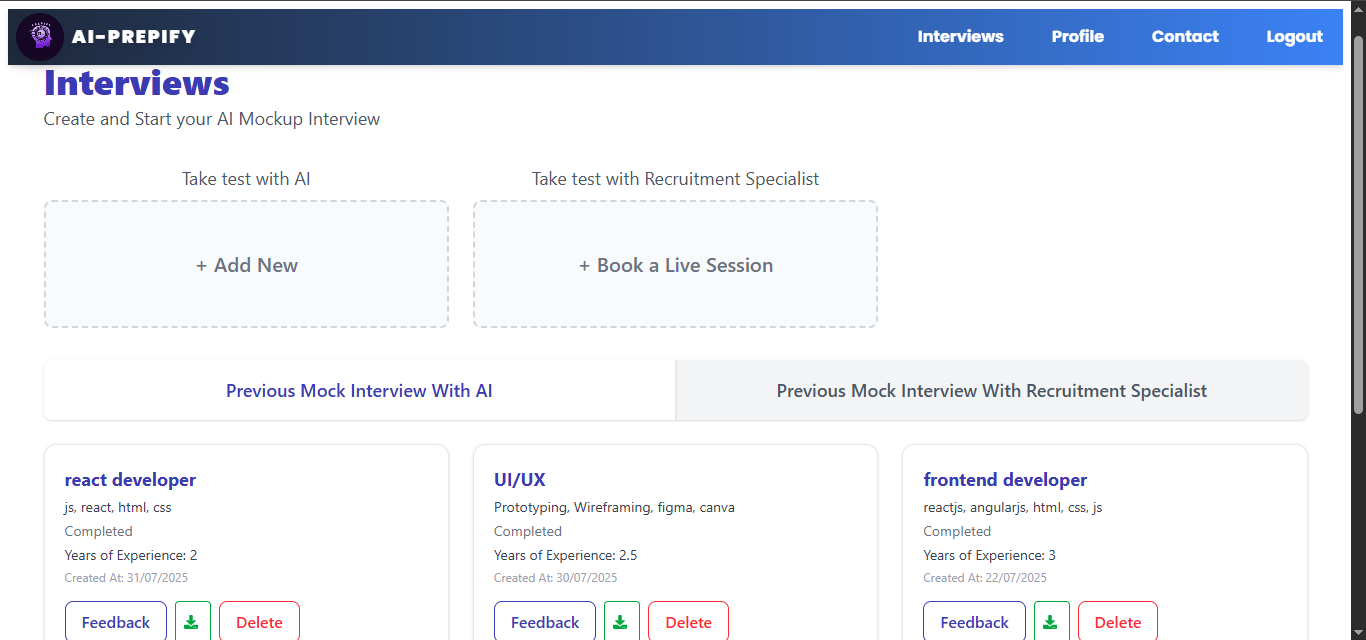 AI-PREPIFY
Interviews Profile Contact Logout
Interviews
Create and Start your AI Mockup Interview
Take test with AI
Take test with Recruitment Specialist
+ Add New
+ Book a Live Session
Previous Mock Interview With AI
Previous Mock Interview With Recruitment Specialist
react developer
js, react, html, css
Completed
Years of Experience: 2
Created At: 31/07/2025
Feedback
Delete
UI/UX
Prototyping, Wireframing, figma, canva
Completed
Years of Experience: 2.5
Created At: 30/07/2025
Feedback
Delete
frontend developer
reactjs, angularjs, html, css, js
Completed
Years of Experience: 3
Created At: 22/07/2025
Feedback
Delete